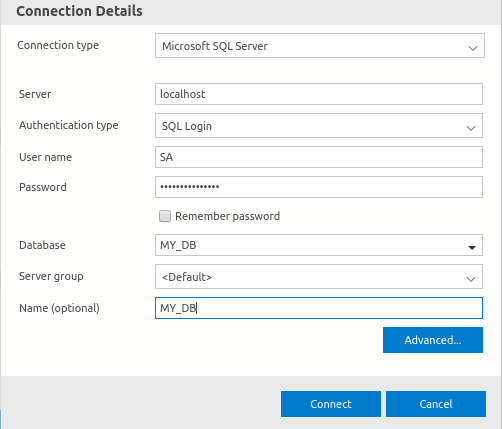 Connection Details
Connection type Microsoft SQL Server
Server localhost
Authentication type SQL Login
User name SA
Password •••••••••••••••
Remember password
Database MY_DB
Server group <Default>
Name (optional) MY_DB
Advanced...
Connect Cancel